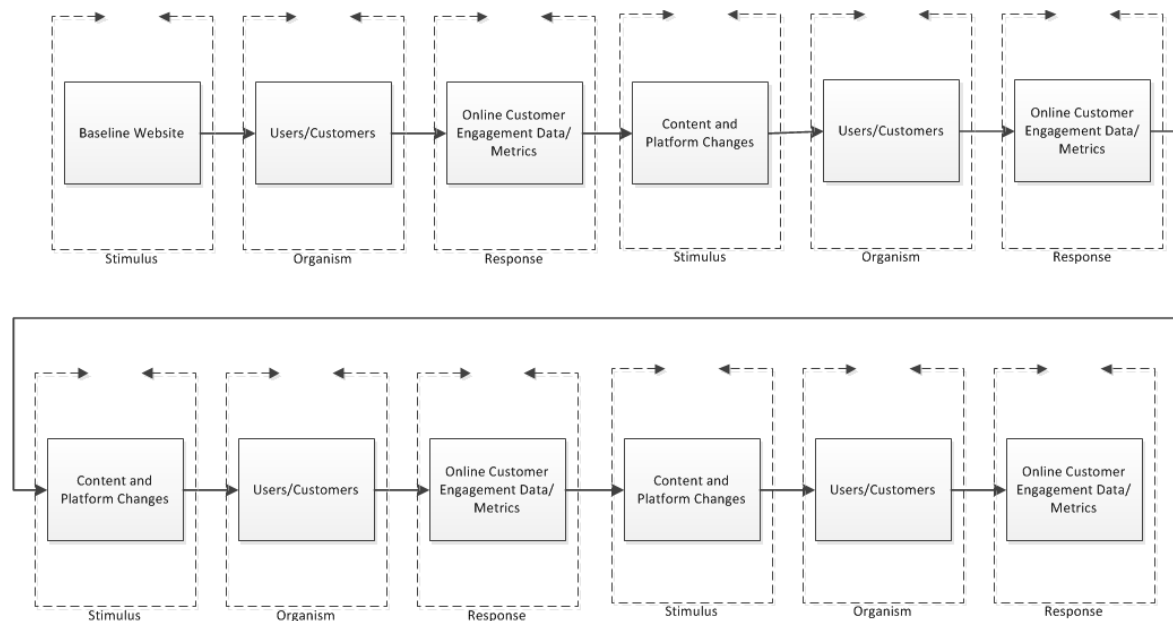 Baseline Website
Users/Customers
Online Customer
Engagement Data/
Metrics
Content and
Platform Changes
Users/Customers
Online Customer
Engagement Data/
Metrics
Stimulus
Organism
Response
Stimulus
Organism
Response
Content and
Platform Changes
Users/Customers
Online Customer
Engagement Data/
Metrics
Content and
Platform Changes
Users/Customers
Online Customer
Engagement Data/
Metrics
Stimulus
Organism
Response
Stimulus
Organism
Response